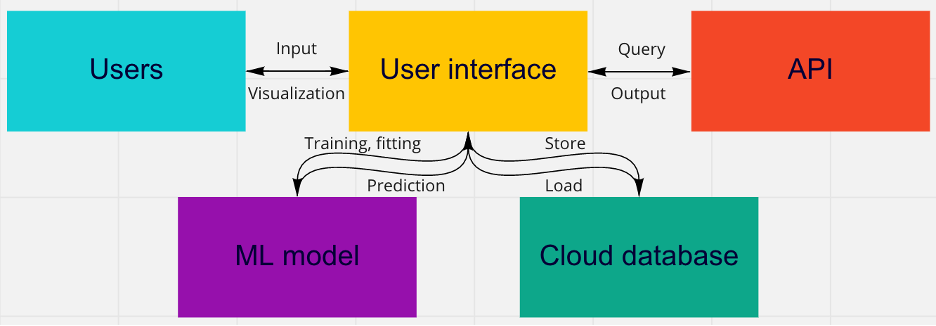 Users
Input
Visualization
User interface
Query
Output
API
Training, fitting
Prediction
Store
Load
ML model
Cloud database